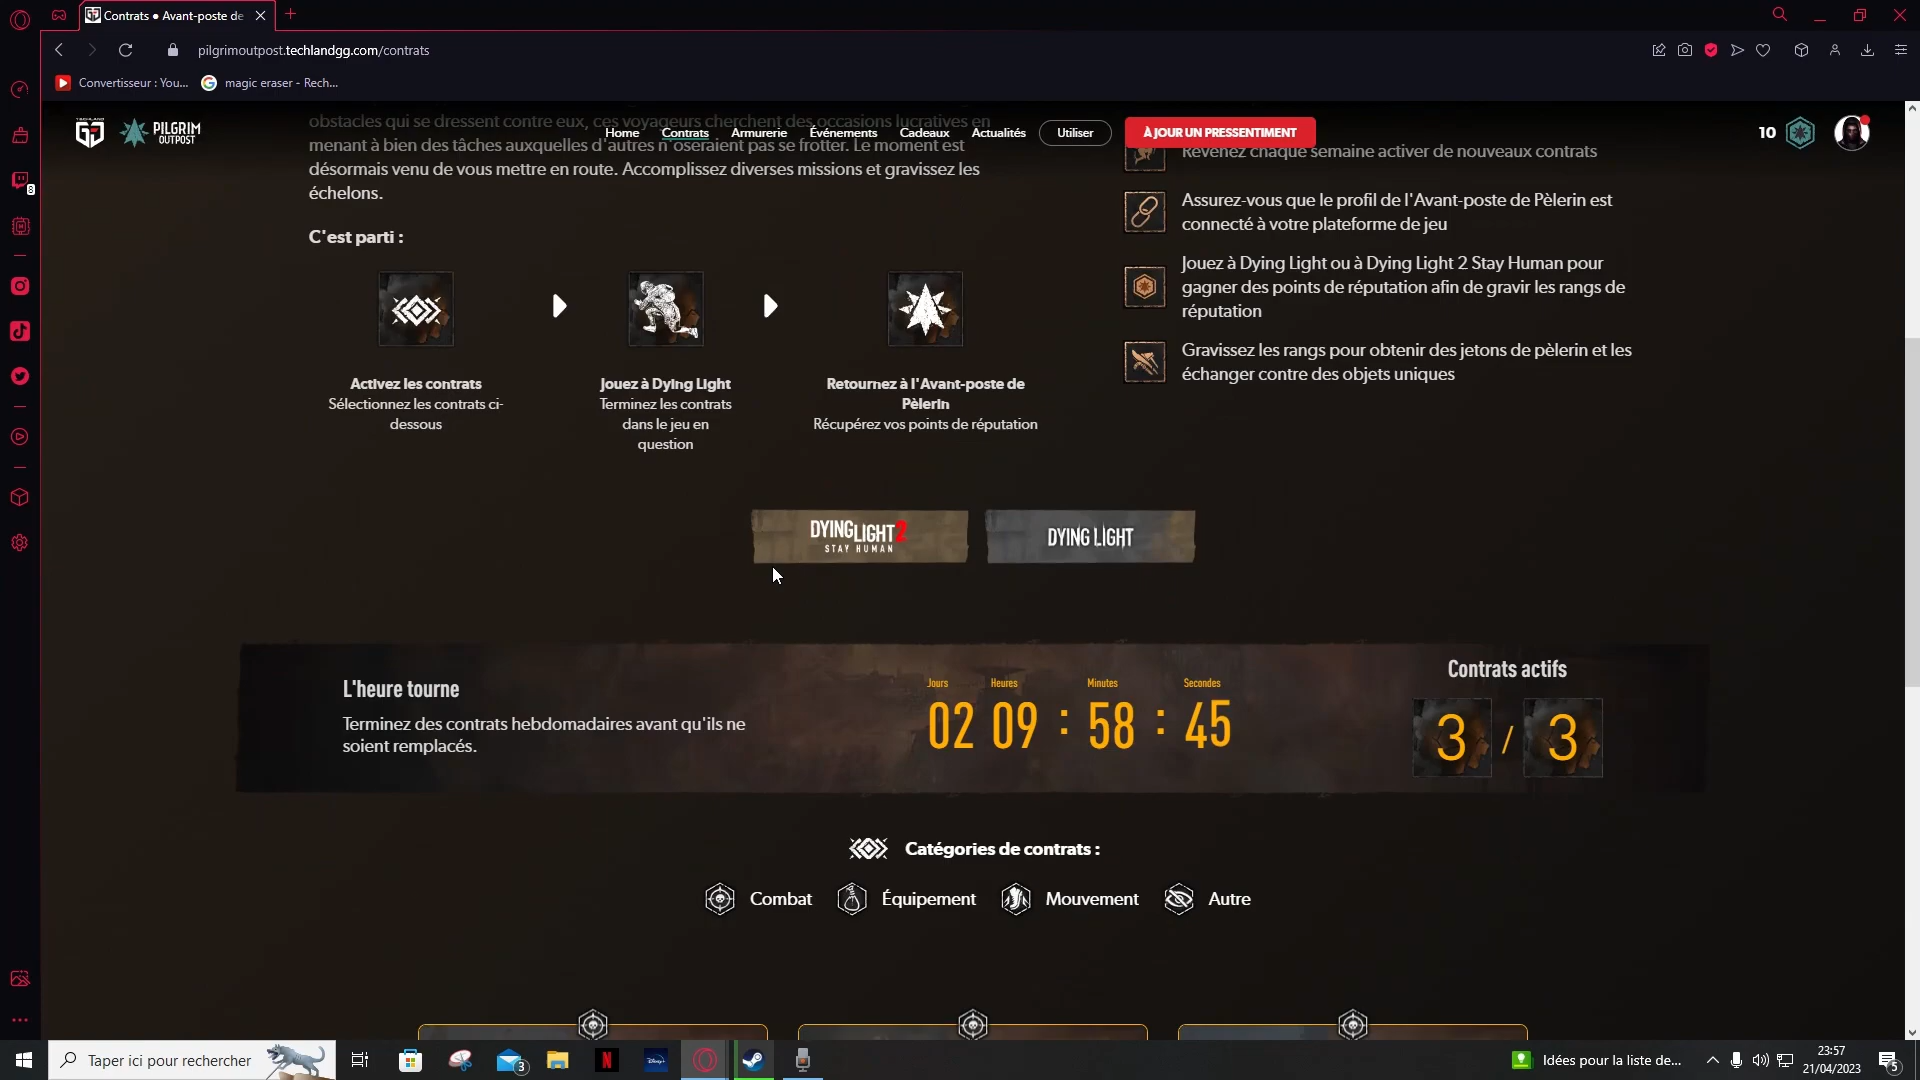 Contrats ● Avant-poste de
pilgrimoutpost.techlandgg.com/contrats
Convertisseur : You...
magic eraser - Rech...
TECHLAND
GG
PILGRIM
OUTPOST
Home
Contrats
Armurerie
Événements
Cadeaux
Actualités
Utiliser
À JOUR UN PRESSENTIMENT
10
obstacles qui se dressent contre eux, ces voyageurs cherchent des occasions lucratives en
menant à bien des tâches auxquelles d'autres n'oseraient pas se frotter. Le moment est
désormais venu de vous mettre en route. Accomplissez diverses missions et gravissez les
échelons.
C'est parti :
Activez les contrats
Sélectionnez les contrats ci-
dessous
Jouez à Dying Light
Terminez les contrats
dans le jeu en
question
Retournez à l'Avant-poste de
Pèlerin
Récupérez vos points de réputation
Revenez chaque semaine activer de nouveaux contrats
Assurez-vous que le profil de l'Avant-poste de Pèlerin est
connecté à votre plateforme de jeu
Jouez à Dying Light ou à Dying Light 2 Stay Human pour
gagner des points de réputation afin de gravir les rangs de
réputation
Gravissez les rangs pour obtenir des jetons de pèlerin et les
échanger contre des objets uniques
DYING LIGHT 2
STAY HUMAN
DYING LIGHT
L'heure tourne
Terminez des contrats hebdomadaires avant qu'ils ne
soient remplacés.
Jours
Heures
Minutes
Secondes
02 09 : 58 : 45
Contrats actifs
3 / 3
Catégories de contrats :
Combat
Équipement
Mouvement
Autre
8
Taper ici pour rechercher
3
N
Disney+
Idées pour la liste de...
23:57
21/04/2023
5